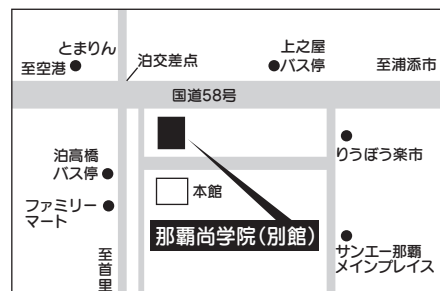 とまりん
至空港
泊交差点
上之屋
バス停
至浦添市
国道58号
泊高橋
バス停
りうぼう楽市
本館
ファミリー
マート
那覇尚学院(別館)
至首里
サンエー那覇
メインプレイス